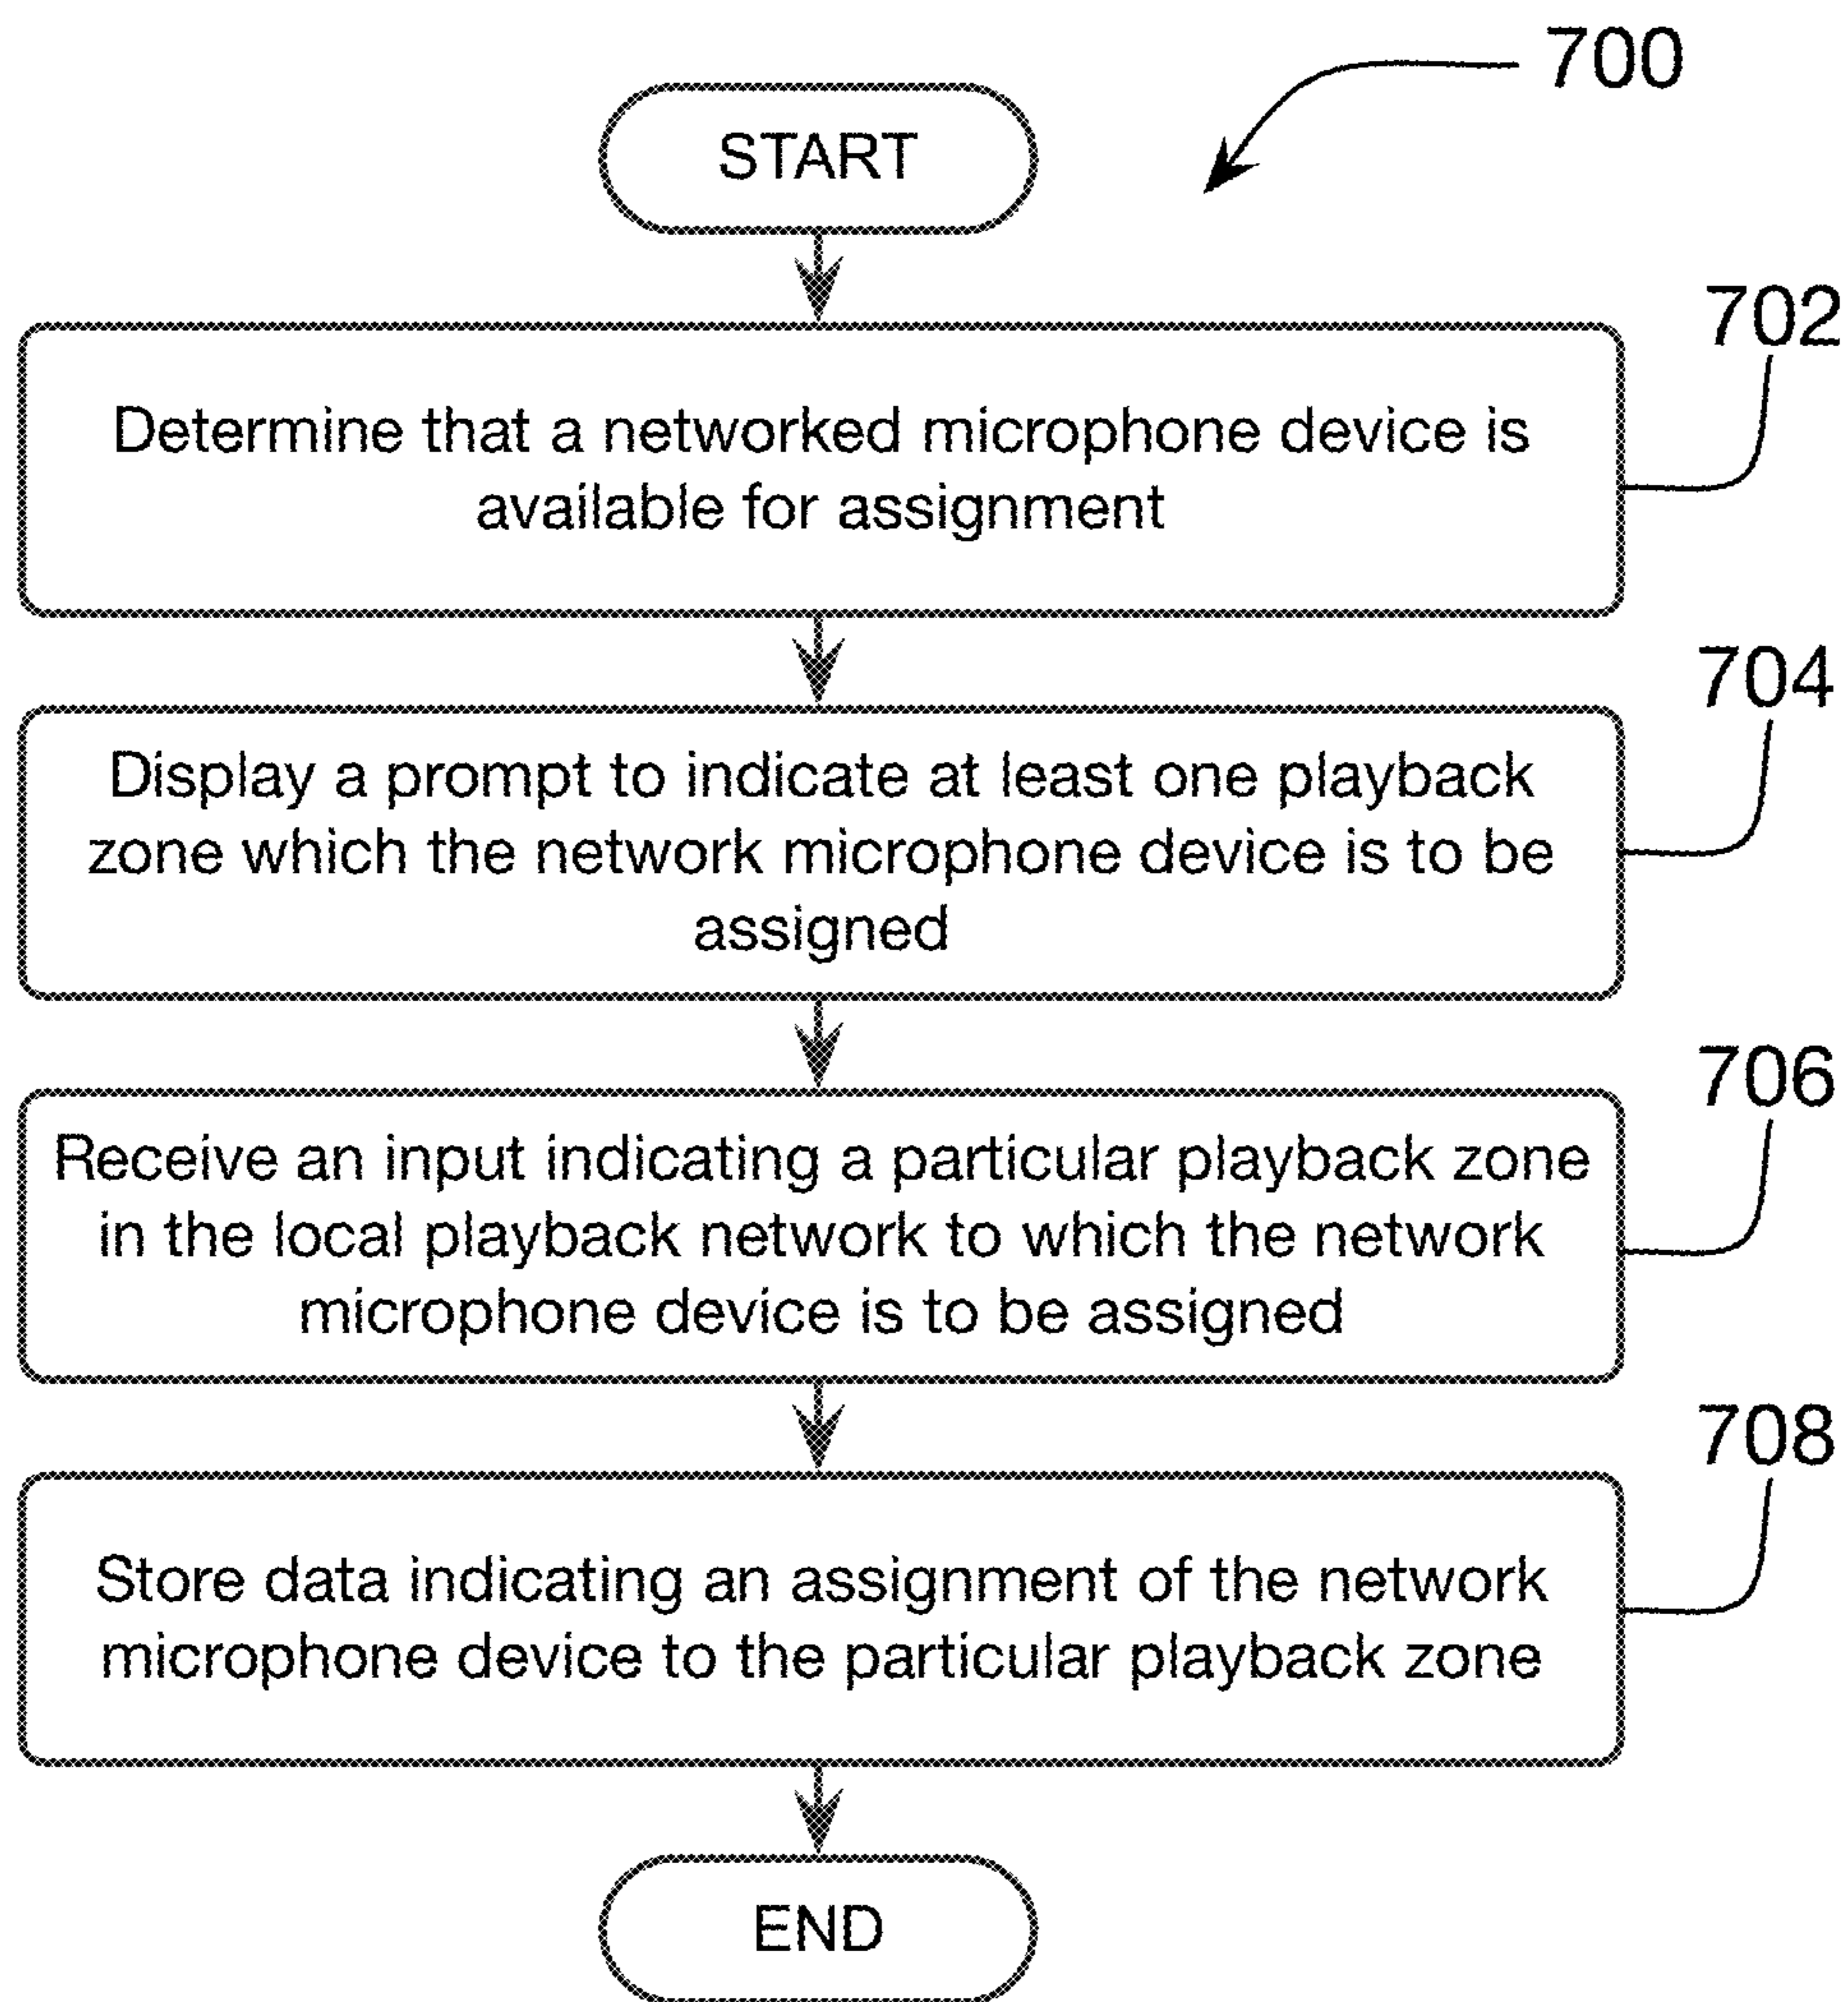 700
START
702
Determine that a networked microphone device is
available for assignment
704
Display a prompt to indicate at least one playback
zone which the network microphone device is to be
assigned
706
Receive an input indicating a particular playback zone
in the local playback network to which the network
microphone device is to be assigned
708
Store data indicating an assignment of the network
microphone device to the particular playback zone
END